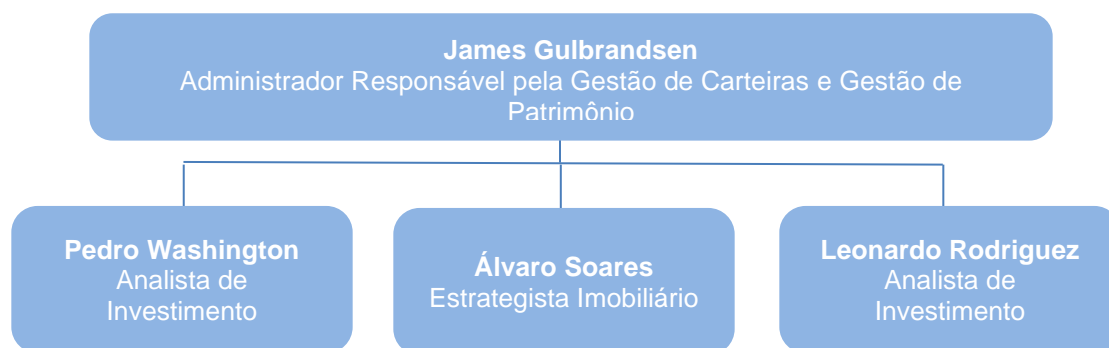 James Gulbrandsen
Administrador Responsável pela Gestão de Carteiras e Gestão de
Patrimônio
Pedro Washington
Analista de
Investimento
Álvaro Soares
Estrategista Imobiliário
Leonardo Rodriguez
Analista de
Investimento